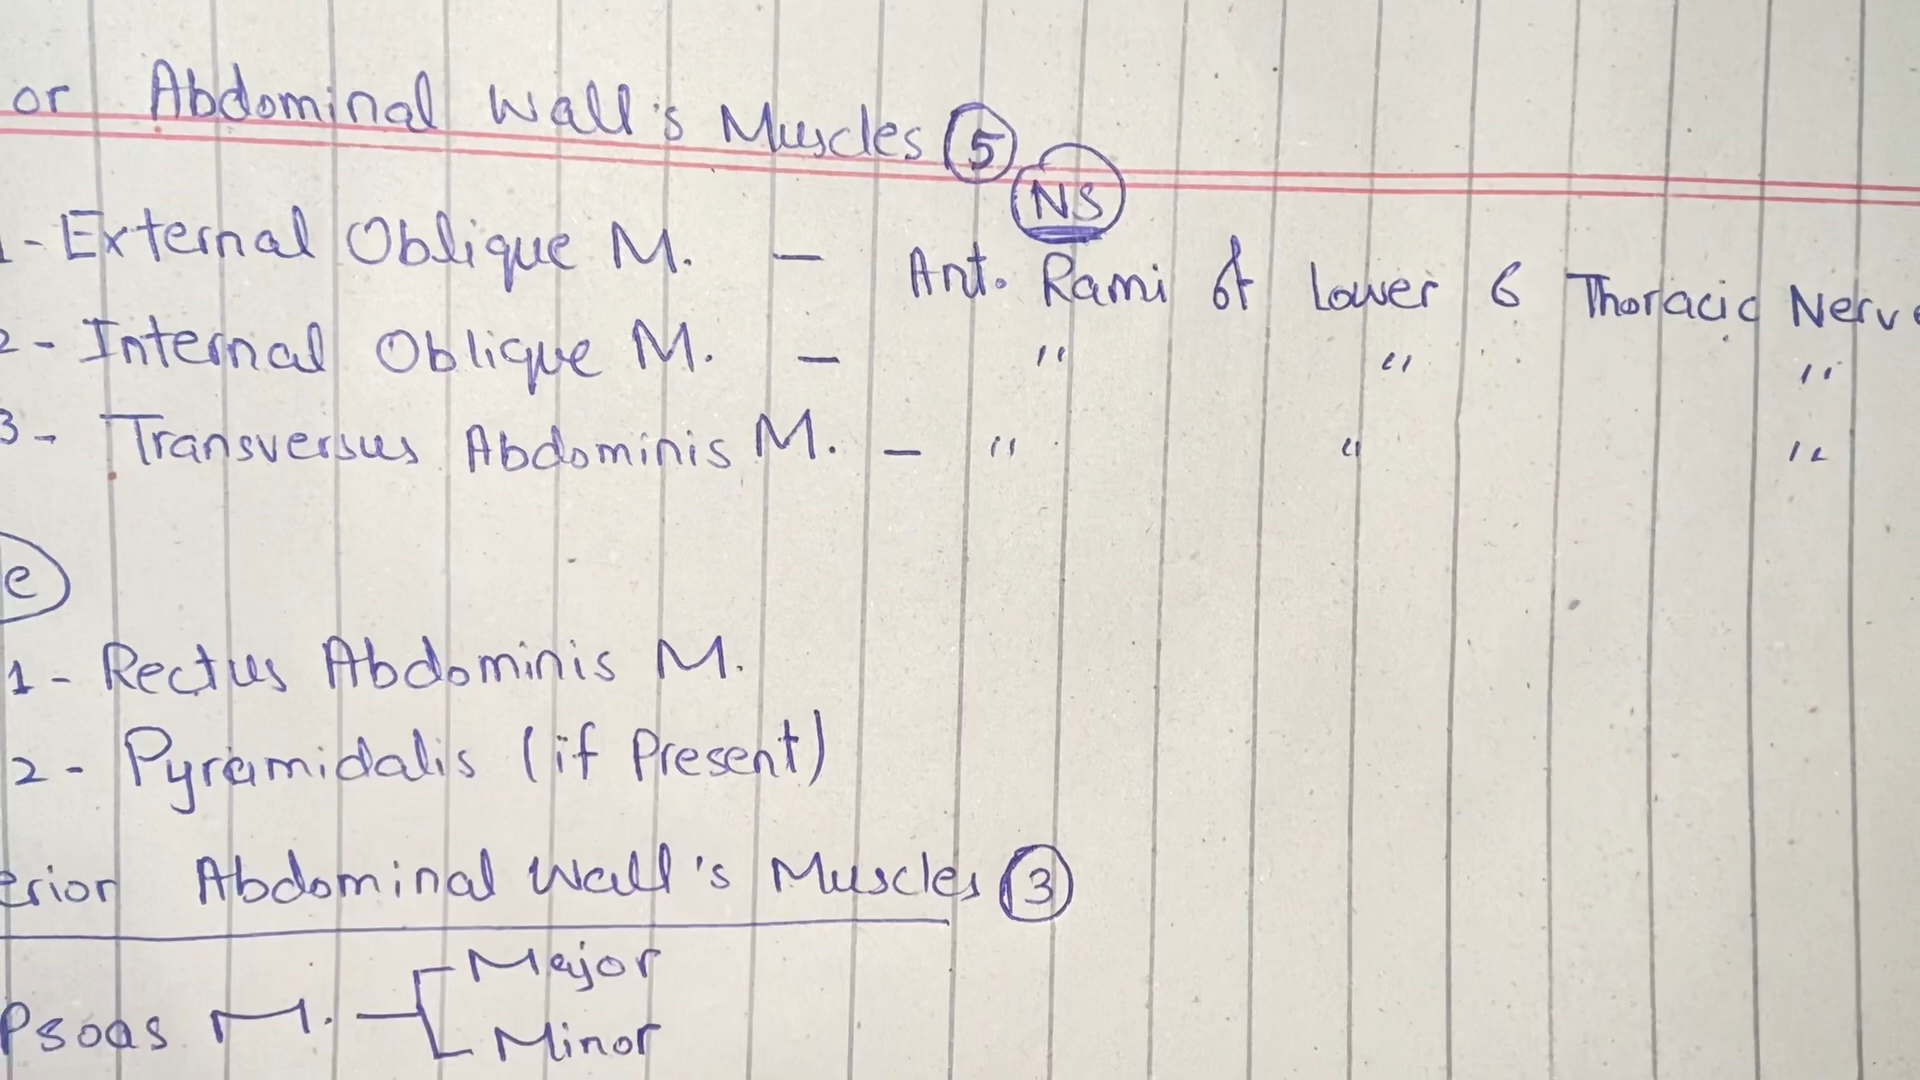 or Abdominal Wall's Muscles 5
NS
1- External Oblique M. - Ant. Rami of Lower 6 Thoracic Nerve
2- Internal Oblique M. - " " "
3- Transversus Abdominis M. - " " "
e
1- Rectus Abdominis M.
2- Pyramidalis (if Present)
erior Abdominal Wall's Muscles 3
Major
Psoas M. -
Minor